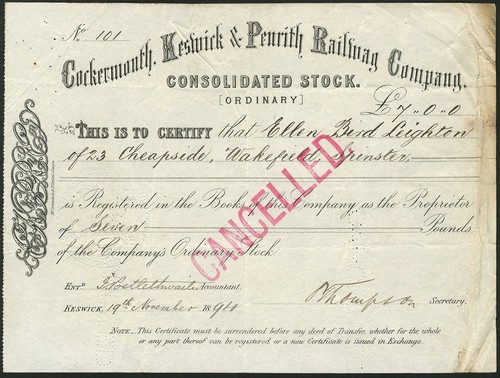 No. 101
Cockermouth, Keswick & Penrith Railway Company.
CONSOLIDATED STOCK.
[ORDINARY]
£7-0-0
THIS IS TO CERTIFY that Ellen Bird Leighton
of 23 Cheapside, Wakefield, Spinster
is Registered in the Books of this Company as the Proprietor
of Seven Pounds
of the Company's Ordinary Stock
CANCELLED.
Entd. Postlethwaite Accountant.
KESWICK, 19th November 1894
Thompson Secretary.
NOTE.—This Certificate must be surrendered before any deed of Transfer, whether for the whole
or any part thereof can be registered or a new Certificate is issued in Exchange.